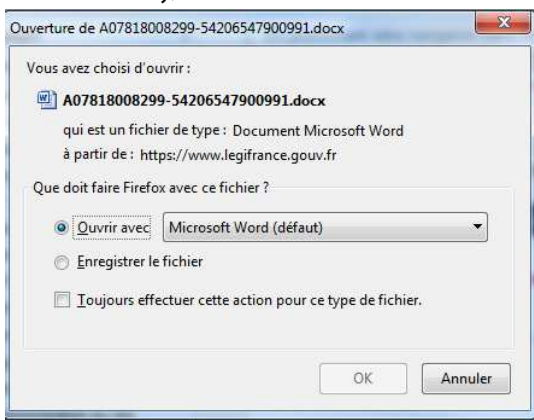 Ouverture de A07818008299-54206547900991.docx
Vous avez choisi d'ouvrir :
A07818008299-54206547900991.docx
qui est un fichier de type : Document Microsoft Word
à partir de : https://www.legifrance.gouv.fr
Que doit faire Firefox avec ce fichier ?
Ouvrir avec Microsoft Word (défaut)
Enregistrer le fichier
Toujours effectuer cette action pour ce type de fichier.
OK Annuler